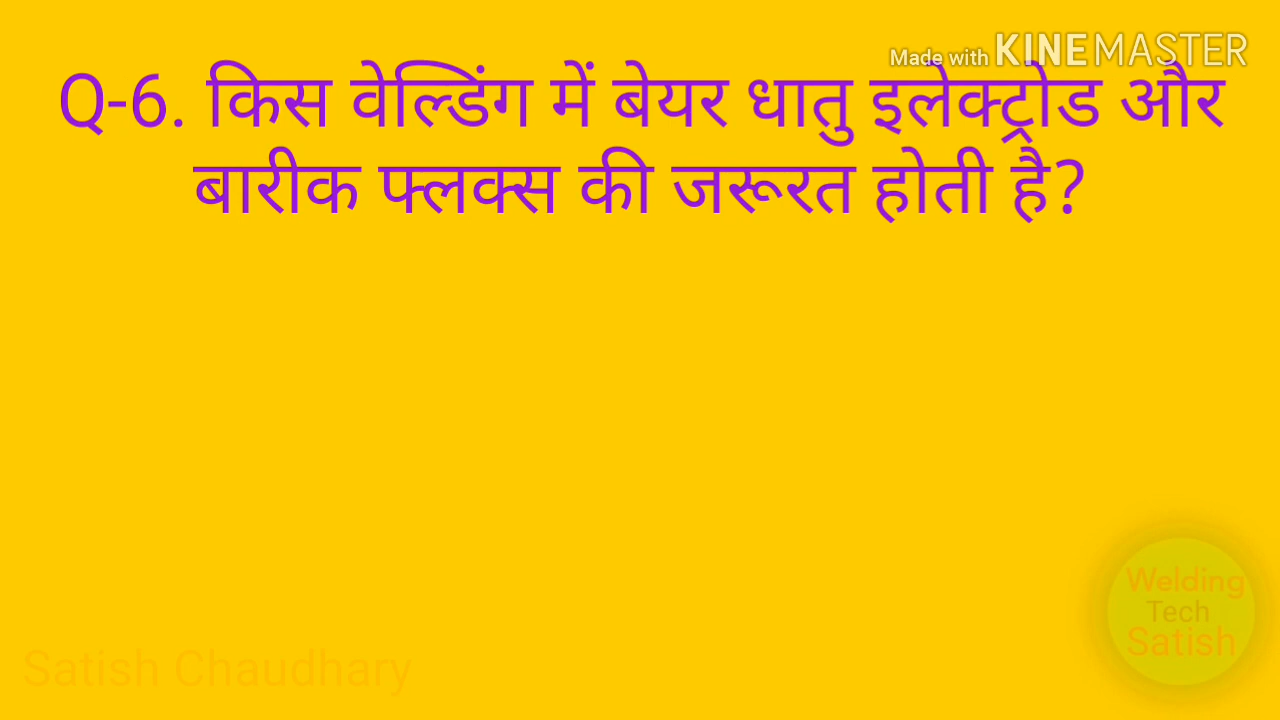 Made with KINEMASTER
Q-6. किस वेल्डिंग में बेयर धातु इलेक्ट्रोड और
बारीक फ्लक्स की जरूरत होती है?
Welding
Tech
Satish
Satish Chaudhary